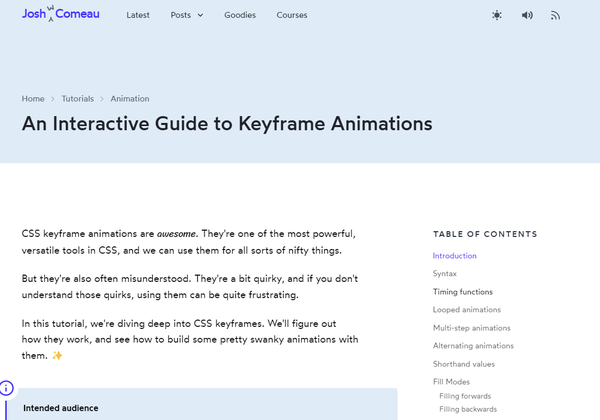 Josh W Comeau
Latest
Posts
Goodies
Courses
Home
Tutorials
Animation
An Interactive Guide to Keyframe Animations
CSS keyframe animations are awesome. They're one of the most powerful,
versatile tools in CSS, and we can use them for all sorts of nifty things.
But they're also often misunderstood. They're a bit quirky, and if you don't
understand those quirks, using them can be quite frustrating.
In this tutorial, we're diving deep into CSS keyframes. We'll figure out
how they work, and see how to build some pretty swanky animations with
them. ✨
Intended audience
TABLE OF CONTENTS
Introduction
Syntax
Timing functions
Looped animations
Multi-step animations
Alternating animations
Shorthand values
Fill Modes
Filling forwards
Filling backwards